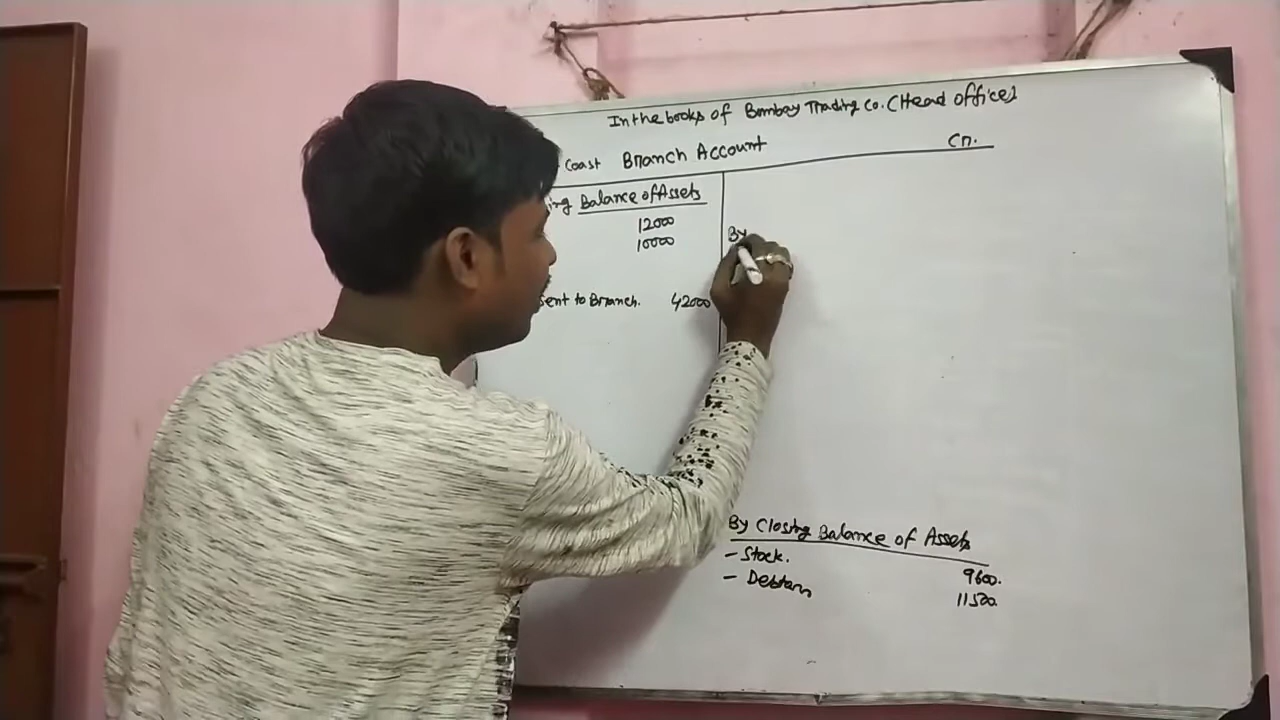 In the books of Bombay Trading Co. (Head office)
Coast Branch Account
Cr.
ing Balance of Assets
12000
10000
By
Sent to Branch. 42000
By Closing Balance of Assets
- Stock. 9600.
- Debtors 11500.